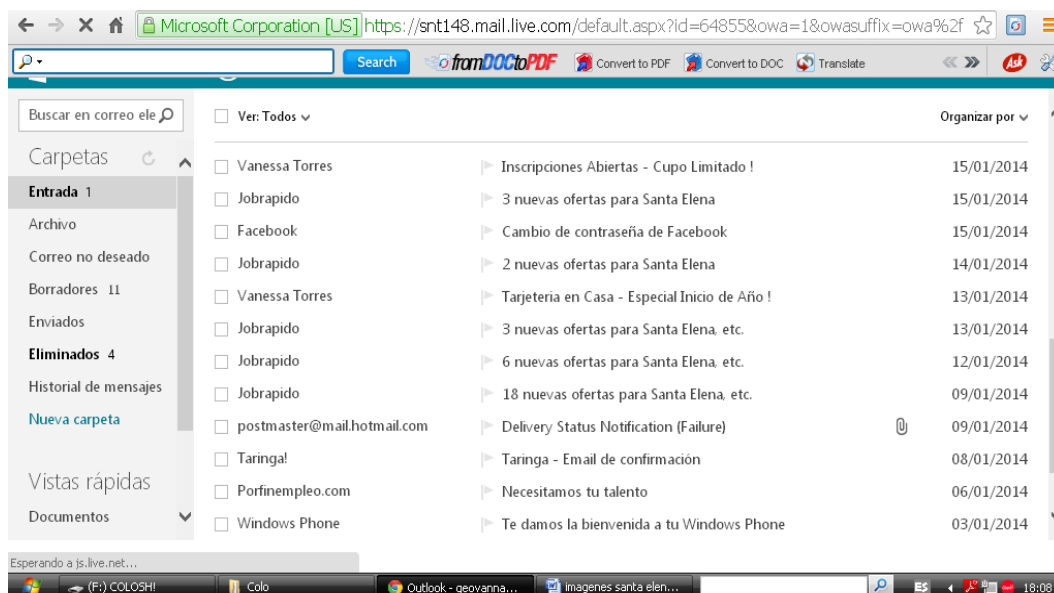 Microsoft Corporation [US] https://snt148.mail.live.com/default.aspx?id=64855&owa=1&owasuffix=owa%2f
Search fromDOCtoPDF Convert to PDF Convert to DOC Translate Ask
Buscar en correo ele Ver: Todos Organizar por
Carpetas
Vanessa Torres Inscripciones Abiertas - Cupo Limitado ! 15/01/2014
Entrada 1
Jobrapido 3 nuevas ofertas para Santa Elena 15/01/2014
Archivo
Facebook Cambio de contraseña de Facebook 15/01/2014
Correo no deseado
Jobrapido 2 nuevas ofertas para Santa Elena 14/01/2014
Borradores 11
Vanessa Torres Tarjeteria en Casa - Especial Inicio de Año ! 13/01/2014
Enviados
Jobrapido 3 nuevas ofertas para Santa Elena, etc. 13/01/2014
Eliminados 4
Jobrapido 6 nuevas ofertas para Santa Elena, etc. 12/01/2014
Historial de mensajes
Jobrapido 18 nuevas ofertas para Santa Elena, etc. 09/01/2014
Nueva carpeta
postmaster@mail.hotmail.com Delivery Status Notification (Failure) 09/01/2014
Taringa! Taringa - Email de confirmación 08/01/2014
Vistas rápidas
Porfinempleo.com Necesitamos tu talento 06/01/2014
Documentos
Windows Phone Te damos la bienvenida a tu Windows Phone 03/01/2014
Esperando a js.live.net...
(F:) COLOSH! Colo Outlook - geovanna... imagenes santa elen... ES 18:08